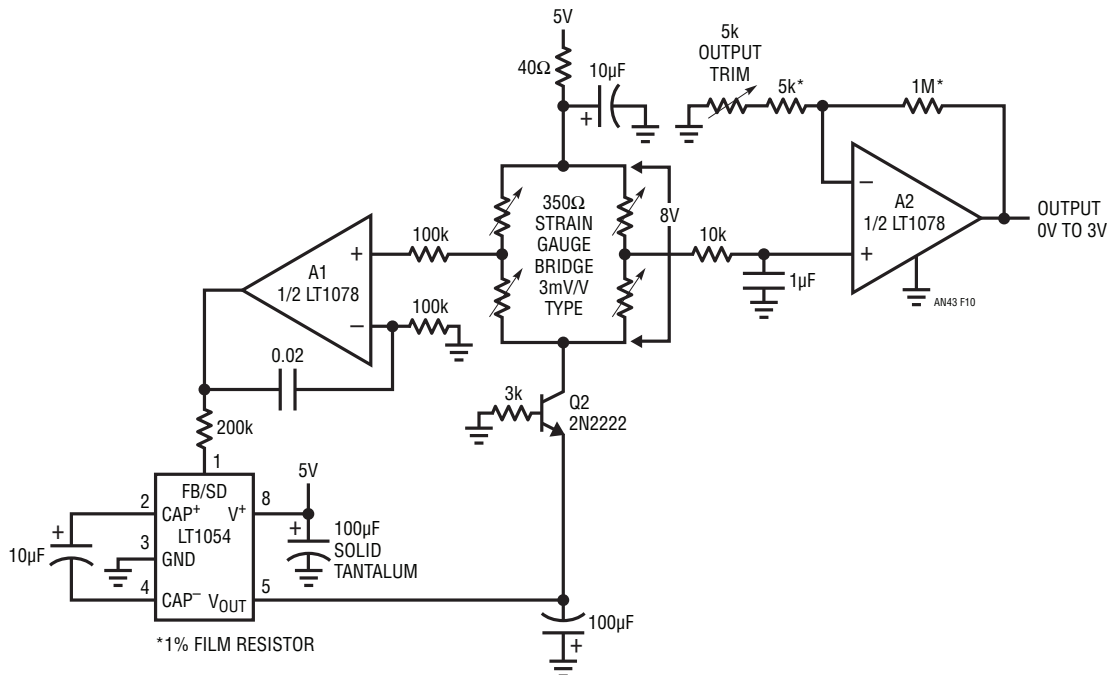 5V
40Ω
10µF
+
5k
OUTPUT
TRIM
5k*
1M*
350Ω
STRAIN
GAUGE
BRIDGE
3mV/V
TYPE
8V
10k
1µF
A2
1/2 LT1078
–
+
OUTPUT
0V TO 3V
AN43 F10
100k
A1
1/2 LT1078
+
–
100k
0.02
200k
3k
Q2
2N2222
1
FB/SD
2
CAP+
V+
8
5V
LT1054
+
10µF
3
GND
+
100µF
SOLID
TANTALUM
4
CAP–
VOUT
5
100µF
+
*1% FILM RESISTOR